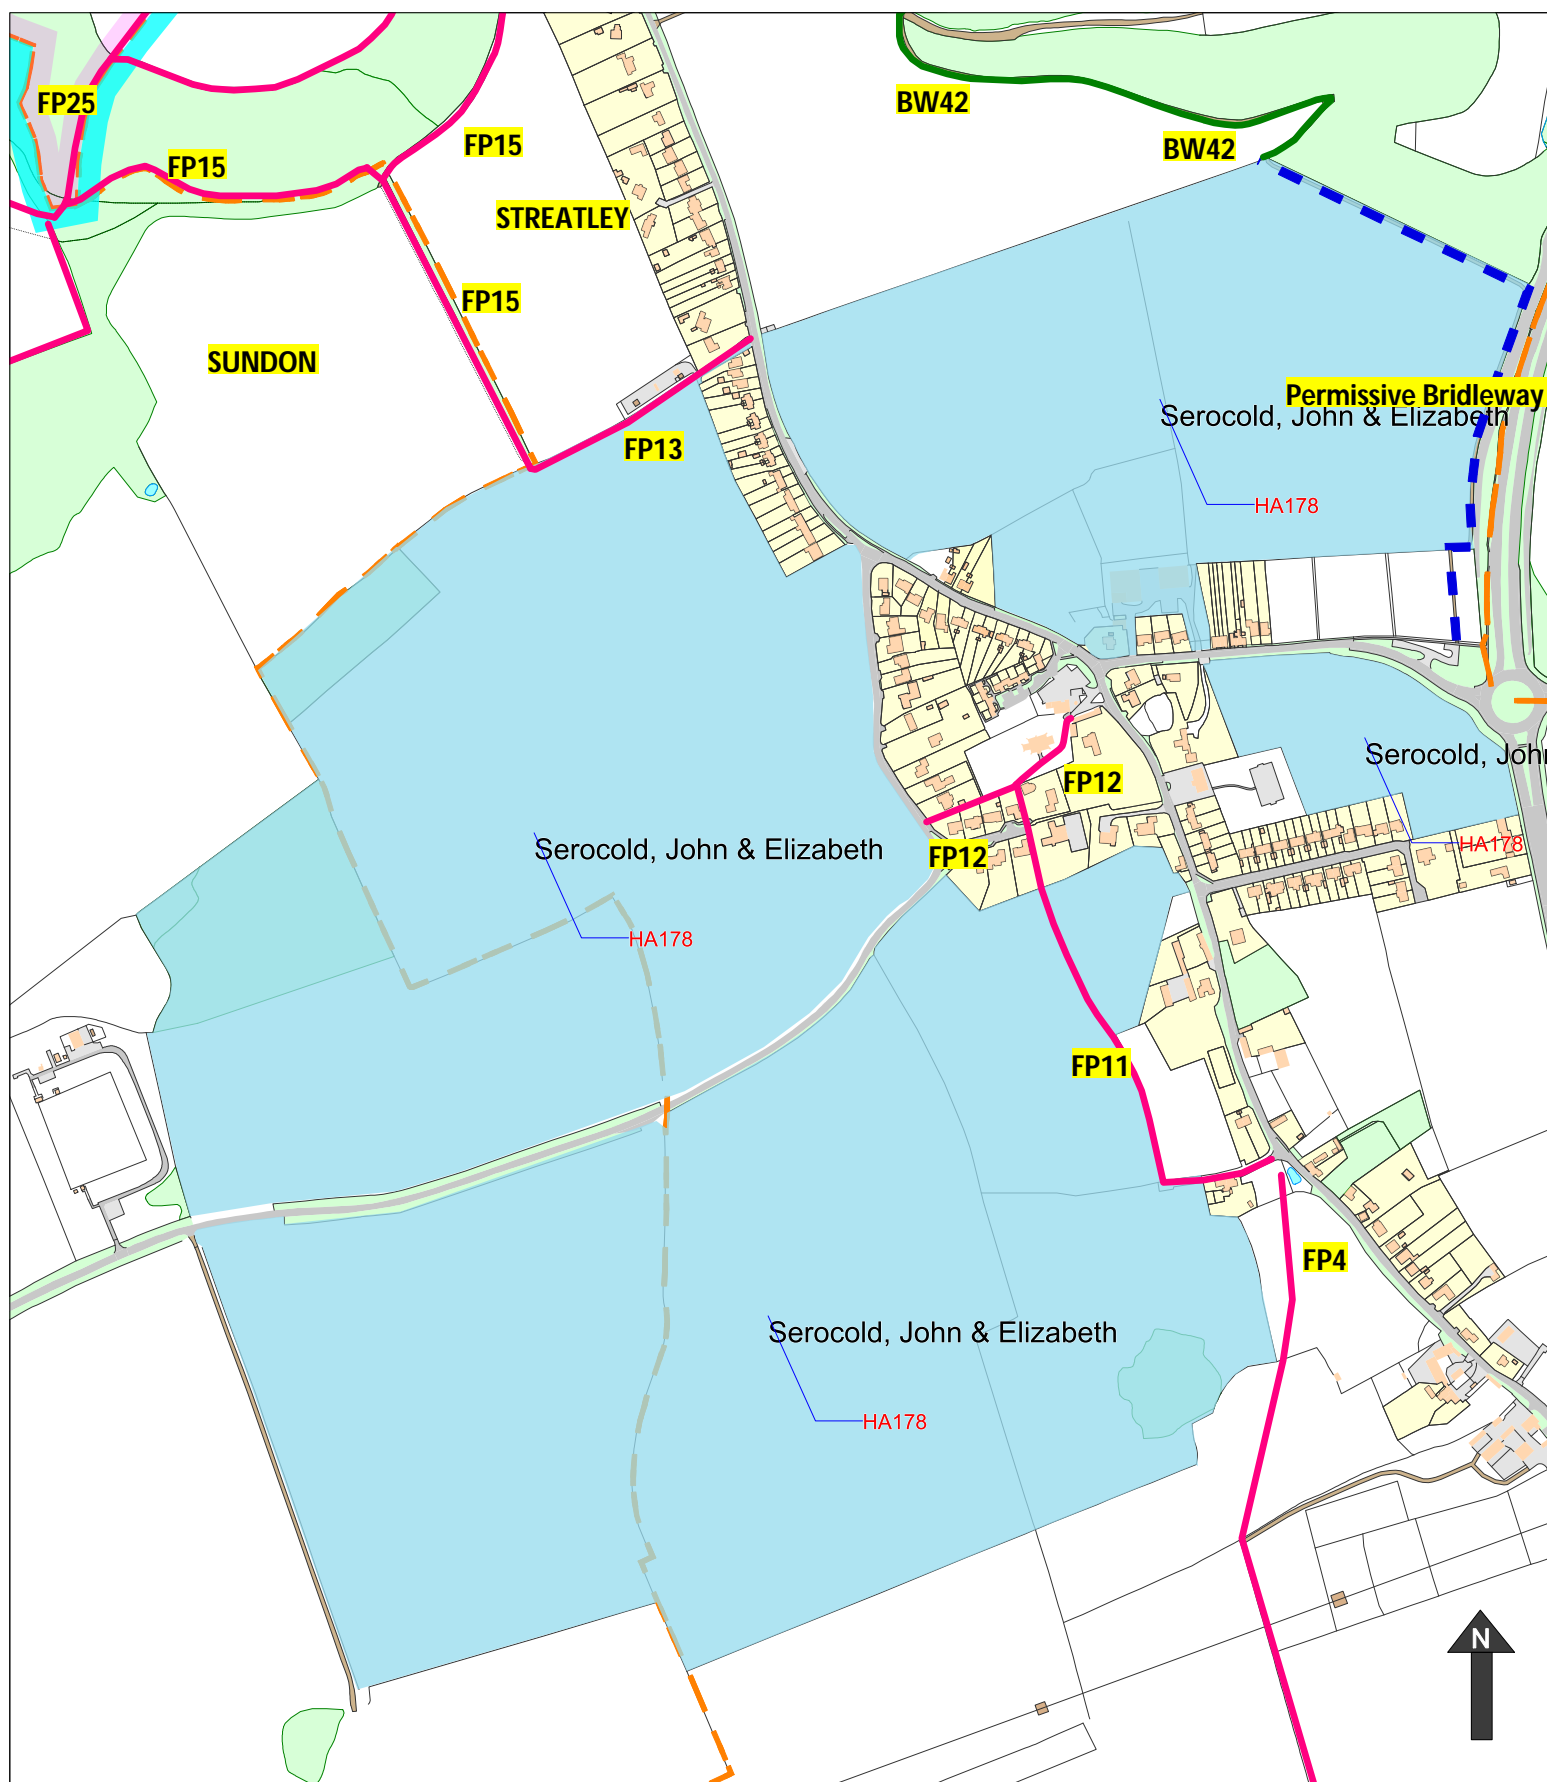 FP25
BW42
FP15
FP15
BW42
STREATLEY
FP15
SUNDON
Permissive Bridleway
Serocold, John & Elizabeth
FP13
HA178
Serocold, John
FP12
HA178
Serocold, John & Elizabeth
FP12
HA178
FP11
FP4
Serocold, John & Elizabeth
HA178
N